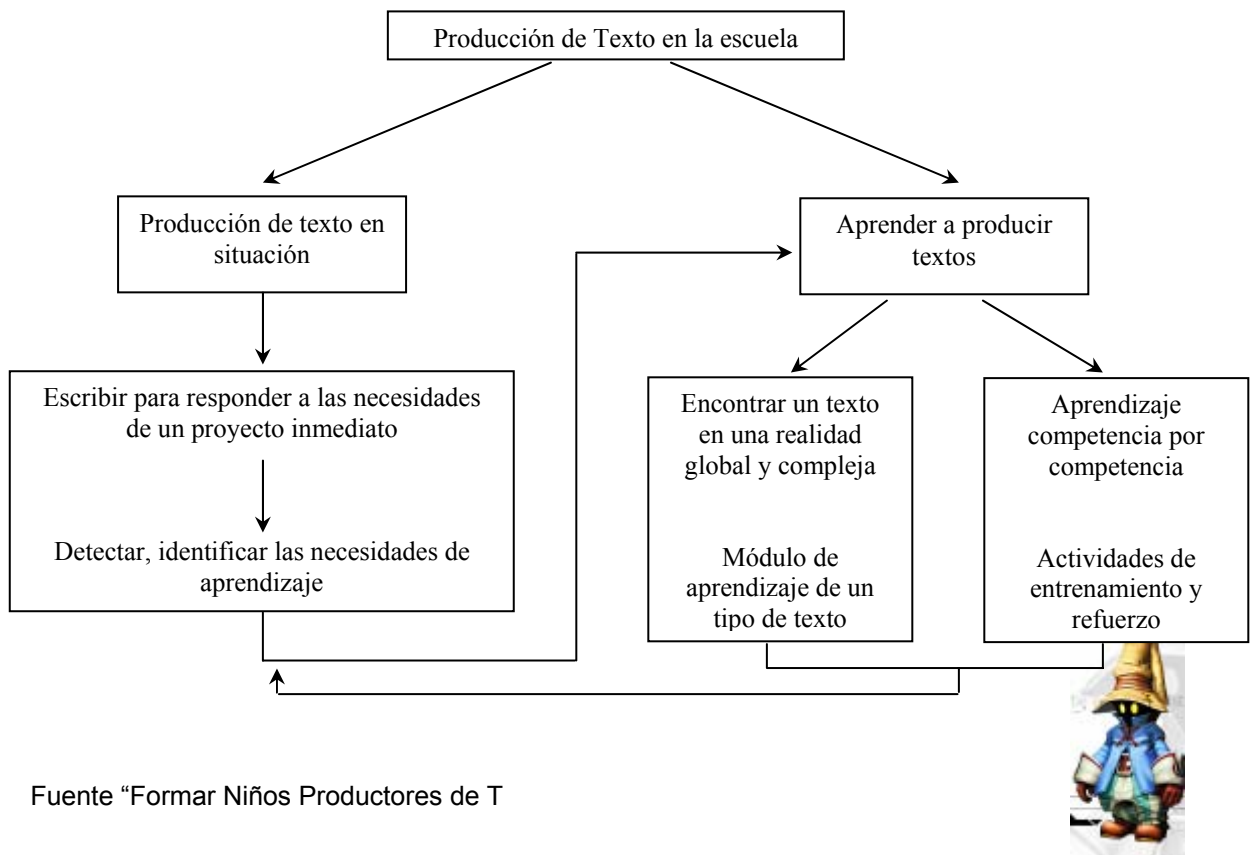 Producción de Texto en la escuela
Producción de texto en
situación
Aprender a producir
textos
Escribir para responder a las necesidades
de un proyecto inmediato
Detectar, identificar las necesidades de
aprendizaje
Encontrar un texto
en una realidad
global y compleja
Módulo de
aprendizaje de un
tipo de texto
Aprendizaje
competencia por
competencia
Actividades de
entrenamiento y
refuerzo
Fuente “Formar Niños Productores de T